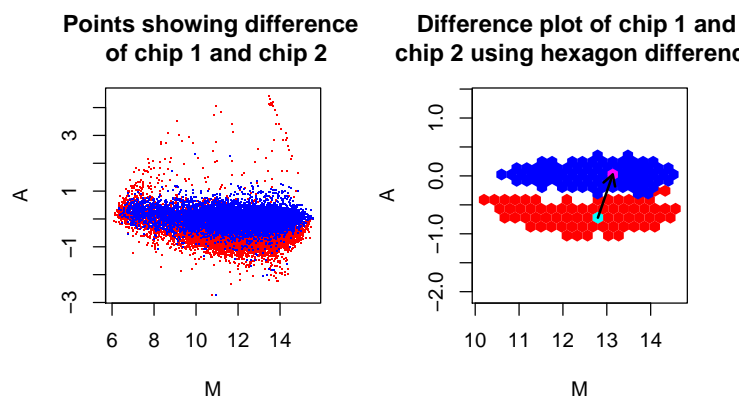 Points showing difference
of chip 1 and chip 2
A
3
1
−1
−3
6 8 10 12 14
M
Difference plot of chip 1 and
chip 2 using hexagon differenc
A
1.0
0.0
−1.0
−2.0
10 11 12 13 14
M